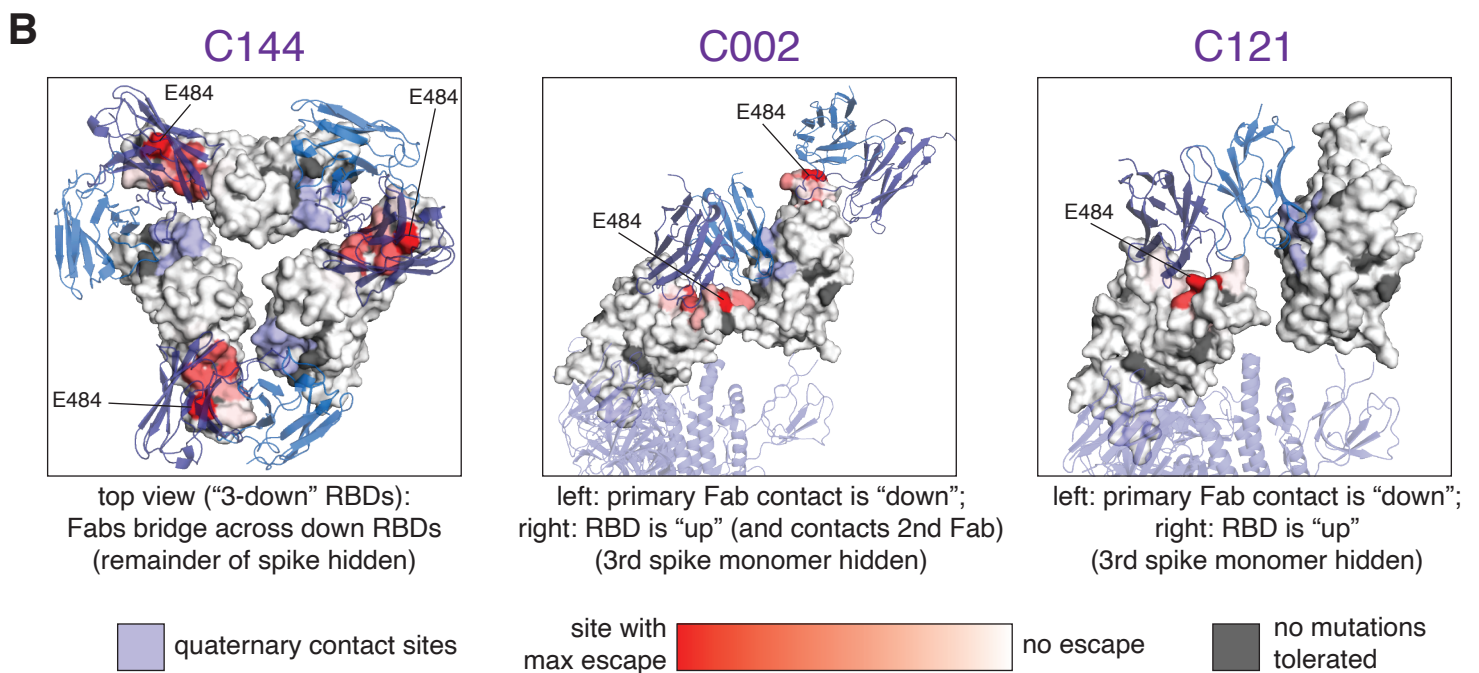 B
C144
C002
C121
E484
E484
E484
E484
E484
E484
top view (“3-down” RBDs):
Fabs bridge across down RBDs
(remainder of spike hidden)
left: primary Fab contact is “down”;
right: RBD is “up” (and contacts 2nd Fab)
(3rd spike monomer hidden)
left: primary Fab contact is “down”;
right: RBD is “up”
(3rd spike monomer hidden)
quaternary contact sites
site with
max escape
no escape
no mutations
tolerated